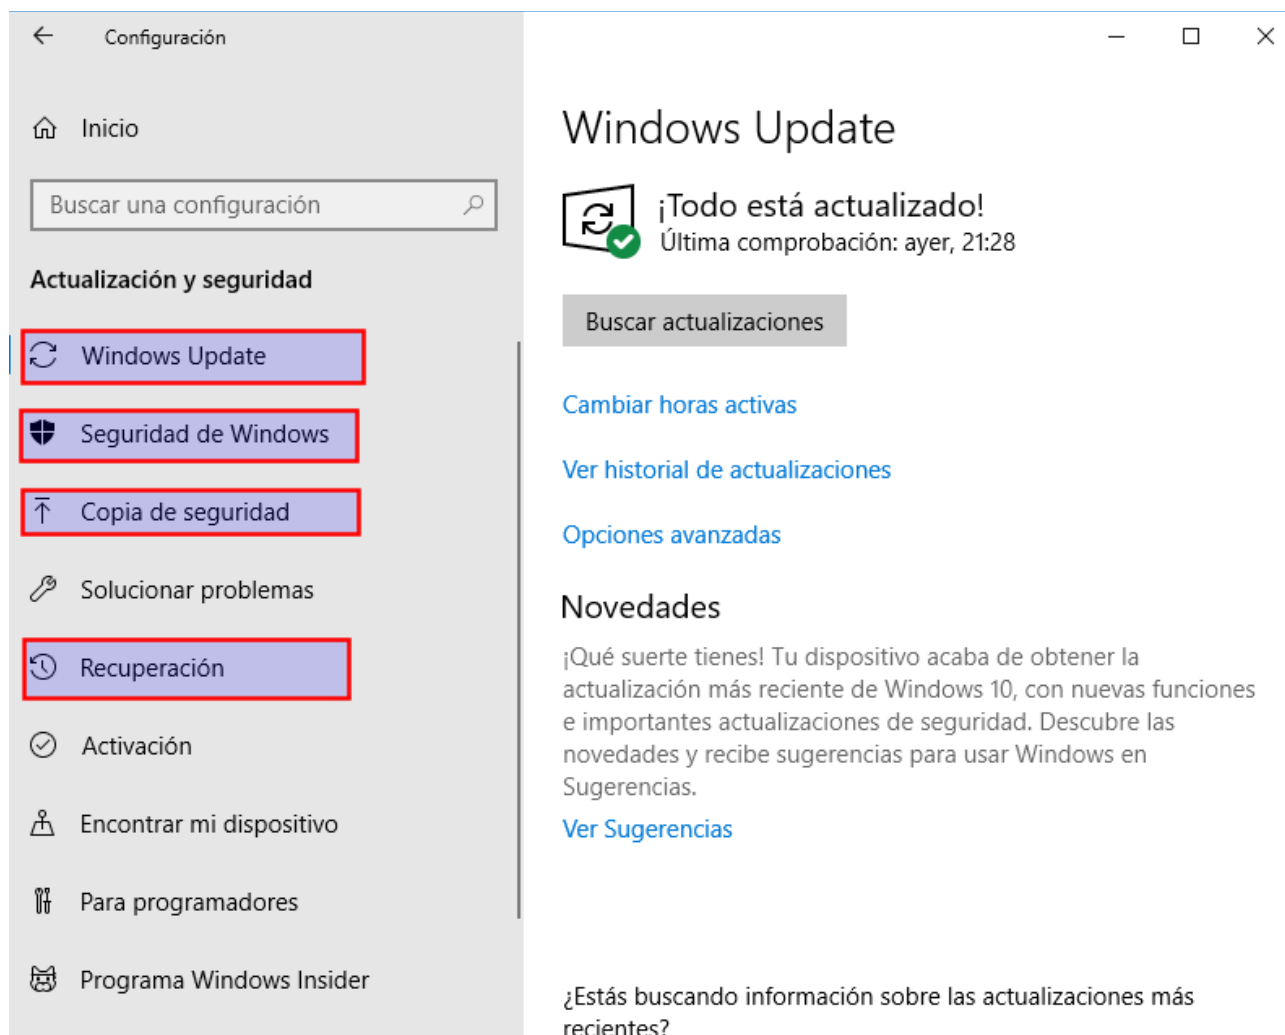 Configuración
Inicio
Buscar una configuración
Actualización y seguridad
Windows Update
Seguridad de Windows
Copia de seguridad
Solucionar problemas
Recuperación
Activación
Encontrar mi dispositivo
Para programadores
Programa Windows Insider
Windows Update
¡Todo está actualizado!
Última comprobación: ayer, 21:28
Buscar actualizaciones
Cambiar horas activas
Ver historial de actualizaciones
Opciones avanzadas
Novedades
¡Qué suerte tienes! Tu dispositivo acaba de obtener la
actualización más reciente de Windows 10, con nuevas funciones
e importantes actualizaciones de seguridad. Descubre las
novedades y recibe sugerencias para usar Windows en
Sugerencias.
Ver Sugerencias
¿Estás buscando información sobre las actualizaciones más
recientes?